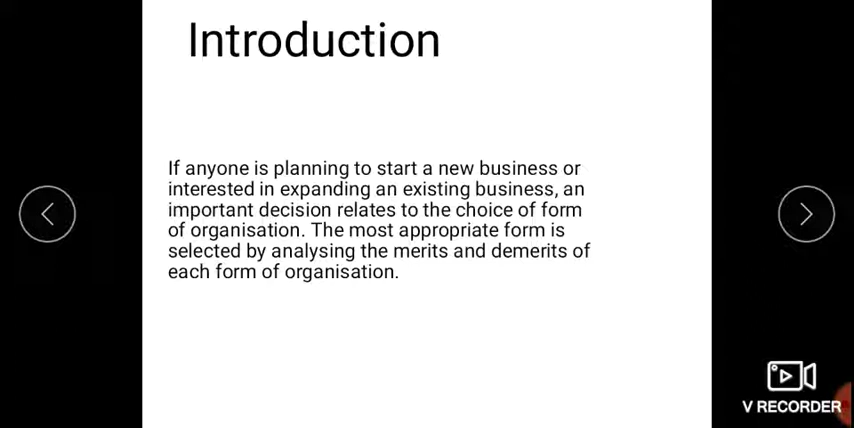 Introduction
If anyone is planning to start a new business or
interested in expanding an existing business, an
important decision relates to the choice of form
of organisation. The most appropriate form is
selected by analysing the merits and demerits of
each form of organisation.
V RECORDER